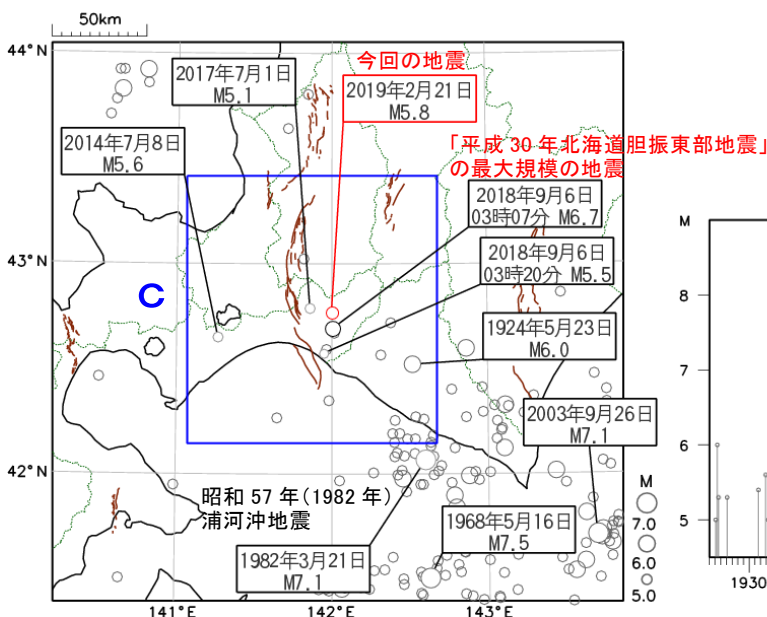 50km
44°N
今回の地震
2017年7月1日
M5.1
2019年2月21日
M5.8
2014年7月8日
M5.6
「平成 30 年北海道胆振東部地震」
の最大規模の地震
2018年9月6日
03時07分 M6.7
43°N
2018年9月6日
03時20分 M5.5
C
1924年5月23日
M6.0
2003年9月26日
M7.1
42°N
昭和 57 年(1982 年)
浦河沖地震
1968年5月16日
M7.5
1982年3月21日
M7.1
M
7.0
6.0
5.0
141°E
142°E
143°E
M
8
7
6
5
1930